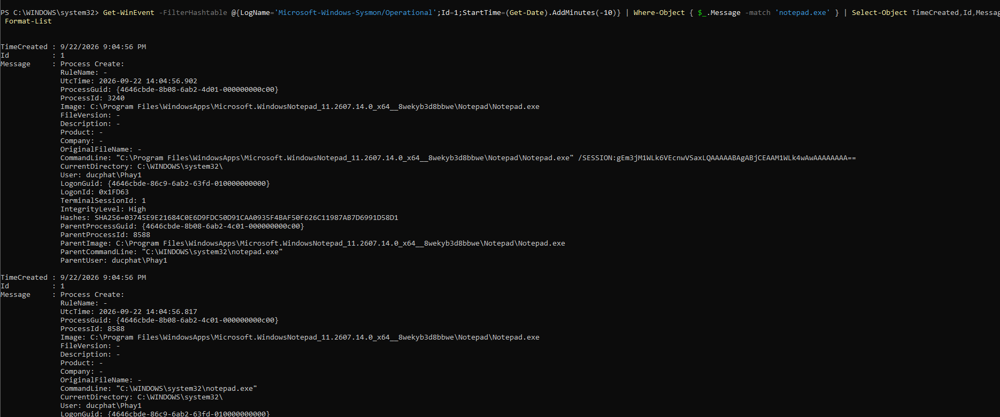 PS C:\WINDOWS\system32> Get-WinEvent -FilterHashtable @{LogName='Microsoft-Windows-Sysmon/Operational';Id=1;StartTime=(Get-Date).AddMinutes(-10)} | Where-Object { $_.Message -match 'notepad.exe' } | Select-Object TimeCreated,Id,Messag
Format-List
TimeCreated : 9/22/2026 9:04:56 PM
Id : 1
Message : Process Create:
RuleName: -
UtcTime: 2026-09-22 14:04:56.902
ProcessGuid: {4646cbde-8b08-6ab2-4d01-000000000c00}
ProcessId: 3240
Image: C:\Program Files\WindowsApps\Microsoft.WindowsNotepad_11.2607.14.0_x64__8wekyb3d8bbwe\Notepad\Notepad.exe
FileVersion: -
Description: -
Product: -
Company: -
OriginalFileName: -
CommandLine: "C:\Program Files\WindowsApps\Microsoft.WindowsNotepad_11.2607.14.0_x64__8wekyb3d8bbwe\Notepad\Notepad.exe" /SESSION:gEm3jM1WLk6VEcnwVSaxLQAAAAABAgABjCEAAM1WLk4wAwAAAAAAAA==
CurrentDirectory: C:\WINDOWS\system32\
User: ducphat\Phay1
LogonGuid: {4646cbde-86c9-6ab2-63fd-010000000000}
LogonId: 0x1FD63
TerminalSessionId: 1
IntegrityLevel: High
Hashes: SHA256=03745E9E21684C0E6D9FDC50D91CAA0935F4BAF50F626C11987AB7D6991D58D1
ParentProcessGuid: {4646cbde-8b08-6ab2-4c01-000000000c00}
ParentProcessId: 8588
ParentImage: C:\Program Files\WindowsApps\Microsoft.WindowsNotepad_11.2607.14.0_x64__8wekyb3d8bbwe\Notepad\Notepad.exe
ParentCommandLine: "C:\WINDOWS\system32\notepad.exe"
ParentUser: ducphat\Phay1
TimeCreated : 9/22/2026 9:04:56 PM
Id : 1
Message : Process Create:
RuleName: -
UtcTime: 2026-09-22 14:04:56.817
ProcessGuid: {4646cbde-8b08-6ab2-4c01-000000000c00}
ProcessId: 8588
Image: C:\Program Files\WindowsApps\Microsoft.WindowsNotepad_11.2607.14.0_x64__8wekyb3d8bbwe\Notepad\Notepad.exe
FileVersion: -
Description: -
Product: -
Company: -
OriginalFileName: -
CommandLine: "C:\WINDOWS\system32\notepad.exe"
CurrentDirectory: C:\WINDOWS\system32\
User: ducphat\Phay1
LogonGuid: {4646cbde-86c9-6ab2-63fd-010000000000}